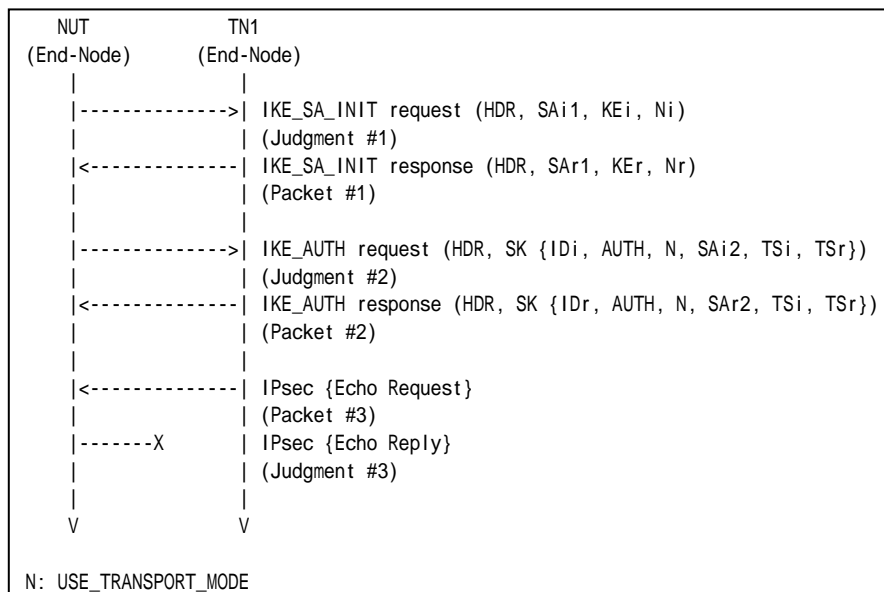 NUT TN1
(End-Node) (End-Node)
| |
|-------------->| IKE_SA_INIT request (HDR, SAi1, KEi, Ni)
| | (Judgment #1)
|<--------------| IKE_SA_INIT response (HDR, SAr1, KEr, Nr)
| | (Packet #1)
| |
|-------------->| IKE_AUTH request (HDR, SK {IDi, AUTH, N, SAi2, TSi, TSr})
| | (Judgment #2)
|<--------------| IKE_AUTH response (HDR, SK {IDr, AUTH, N, SAr2, TSi, TSr})
| | (Packet #2)
| |
|<--------------| IPsec {Echo Request}
| | (Packet #3)
|-------X | IPsec {Echo Reply}
| | (Judgment #3)
| |
V V
N: USE_TRANSPORT_MODE